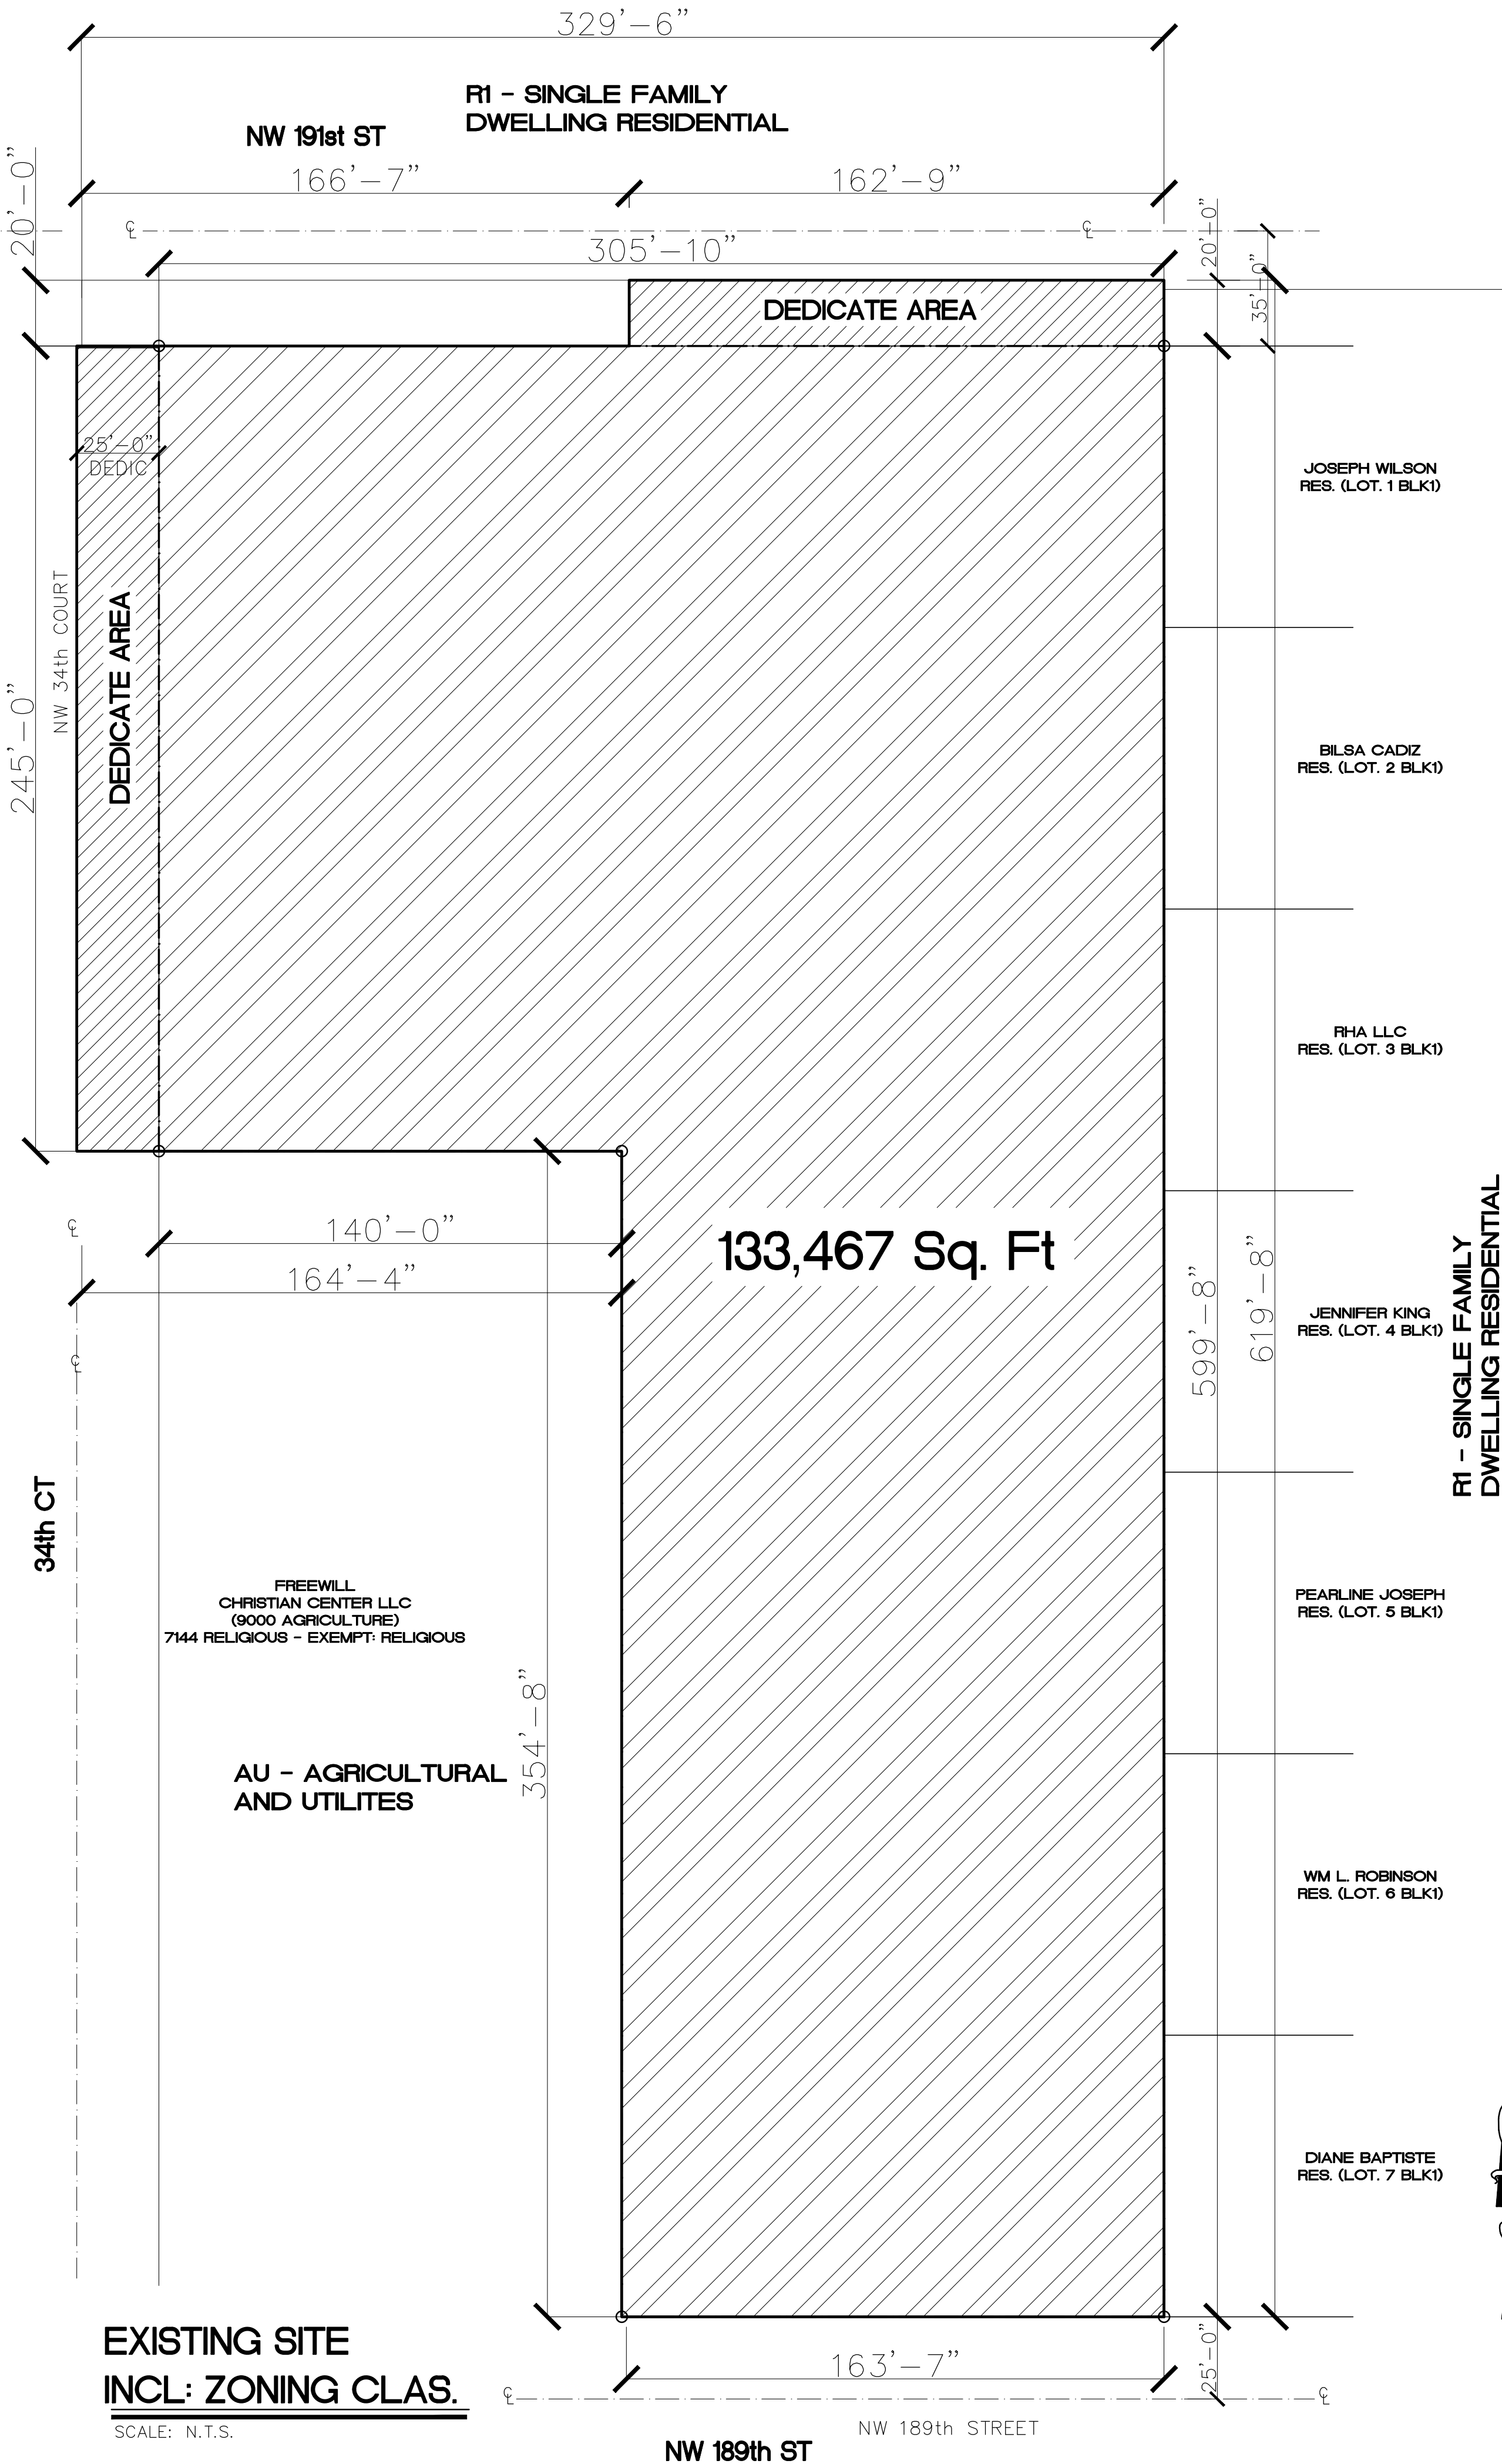 329'-6"
R1 - SINGLE FAMILY
DWELLING RESIDENTIAL
NW 191st ST
166'-7"
162'-9"
20'-0"
℄
℄
20'-0"
305'-10"
35'-0"
DEDICATE AREA
25'-0"
DEDIC
JOSEPH WILSON
RES. (LOT. 1 BLK1)
NW 34th COURT
DEDICATE AREA
245'-0"
BILSA CADIZ
RES. (LOT. 2 BLK1)
RHA LLC
RES. (LOT. 3 BLK1)
℄
140'-0"
164'-4"
133,467 Sq. Ft
℄
599'-8"
619'-8"
JENNIFER KING
RES. (LOT. 4 BLK1)
R1 - SINGLE FAMILY
DWELLING RESIDENTIAL
34th CT
FREEWILL
CHRISTIAN CENTER LLC
(9000 AGRICULTURE)
7144 RELIGIOUS - EXEMPT: RELIGIOUS
PEARLINE JOSEPH
RES. (LOT. 5 BLK1)
354'-8"
AU - AGRICULTURAL
AND UTILITES
WM L. ROBINSON
RES. (LOT. 6 BLK1)
DIANE BAPTISTE
RES. (LOT. 7 BLK1)
EXISTING SITE
INCL: ZONING CLAS.
SCALE: N.T.S.
163'-7"
25'-0"
℄
℄
NW 189th STREET
NW 189th ST